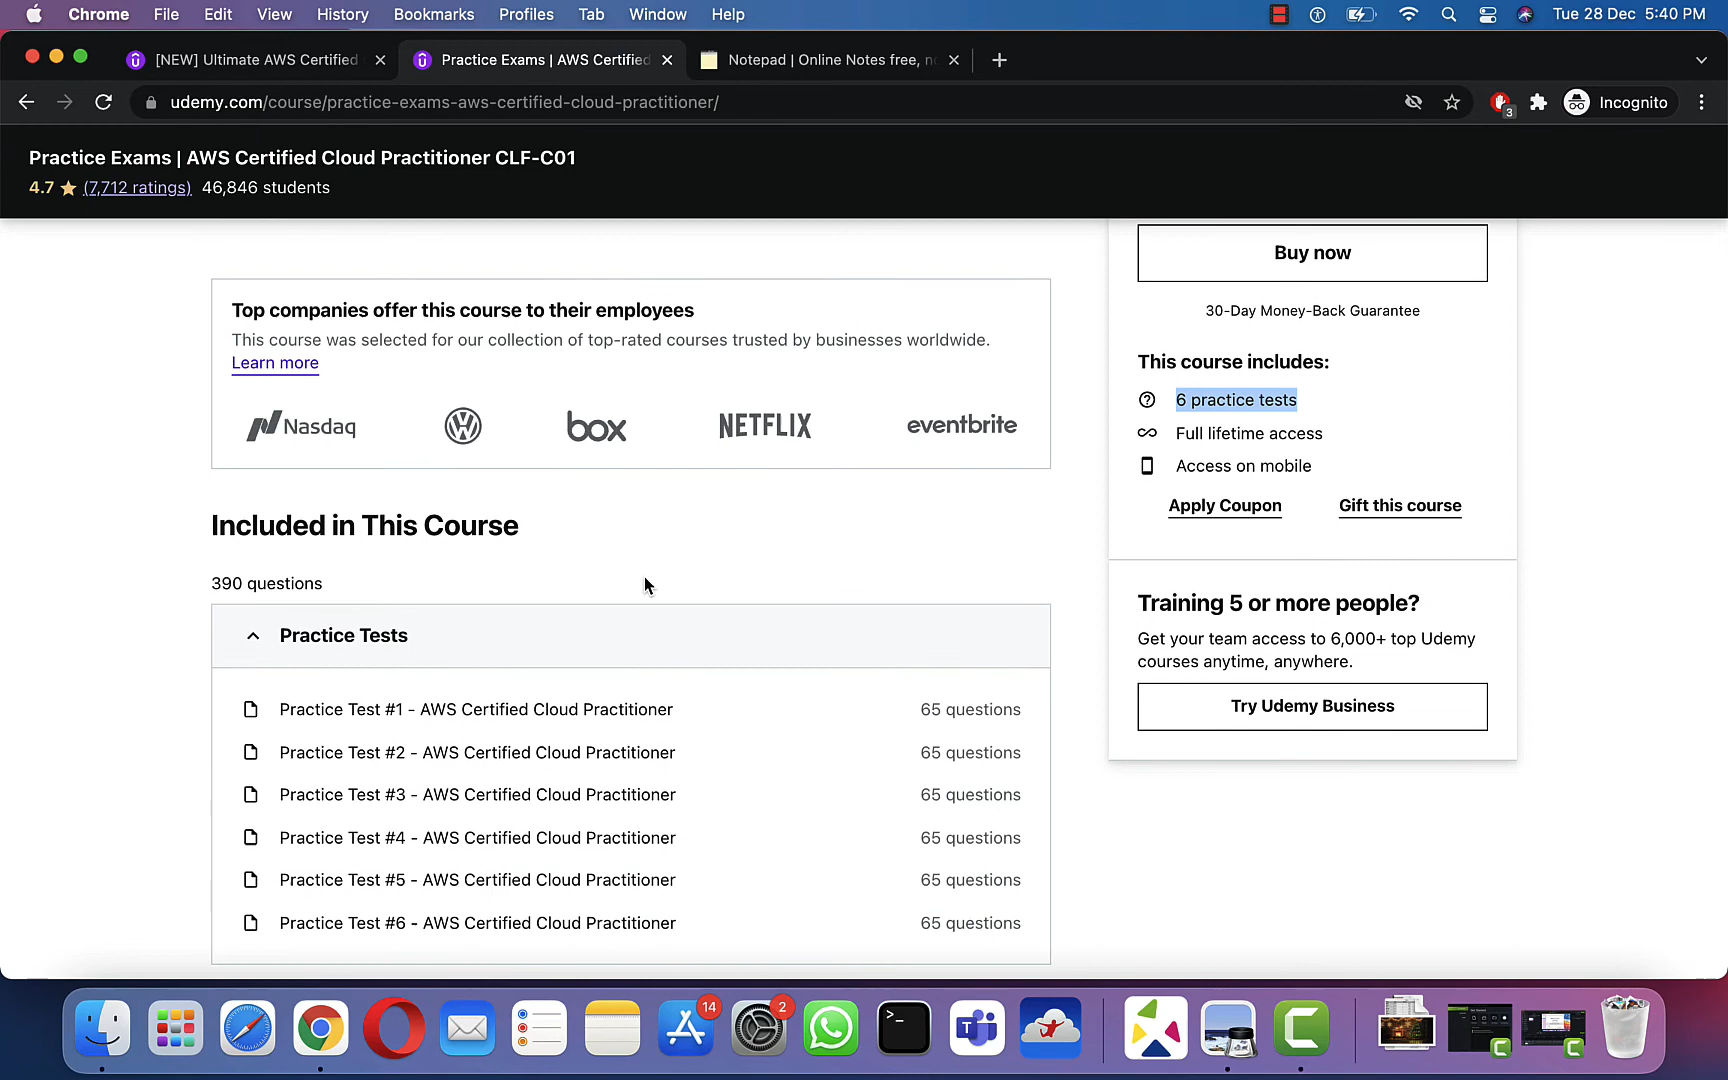 Chrome File Edit View History Bookmarks Profiles Tab Window Help Tue 28 Dec 5:40 PM
[NEW] Ultimate AWS Certified
Practice Exams | AWS Certified
Notepad | Online Notes free, n
udemy.com/course/practice-exams-aws-certified-cloud-practitioner/
3
Incognito
Practice Exams | AWS Certified Cloud Practitioner CLF-C01
4.7 (7,712 ratings) 46,846 students
Buy now
30-Day Money-Back Guarantee
Top companies offer this course to their employees
This course was selected for our collection of top-rated courses trusted by businesses worldwide.
Learn more
Nasdaq box NETFLIX eventbrite
This course includes:
6 practice tests
Full lifetime access
Access on mobile
Apply Coupon Gift this course
Included in This Course
390 questions
Practice Tests
Practice Test #1 - AWS Certified Cloud Practitioner 65 questions
Practice Test #2 - AWS Certified Cloud Practitioner 65 questions
Practice Test #3 - AWS Certified Cloud Practitioner 65 questions
Practice Test #4 - AWS Certified Cloud Practitioner 65 questions
Practice Test #5 - AWS Certified Cloud Practitioner 65 questions
Practice Test #6 - AWS Certified Cloud Practitioner 65 questions
Training 5 or more people?
Get your team access to 6,000+ top Udemy
courses anytime, anywhere.
Try Udemy Business
14
2